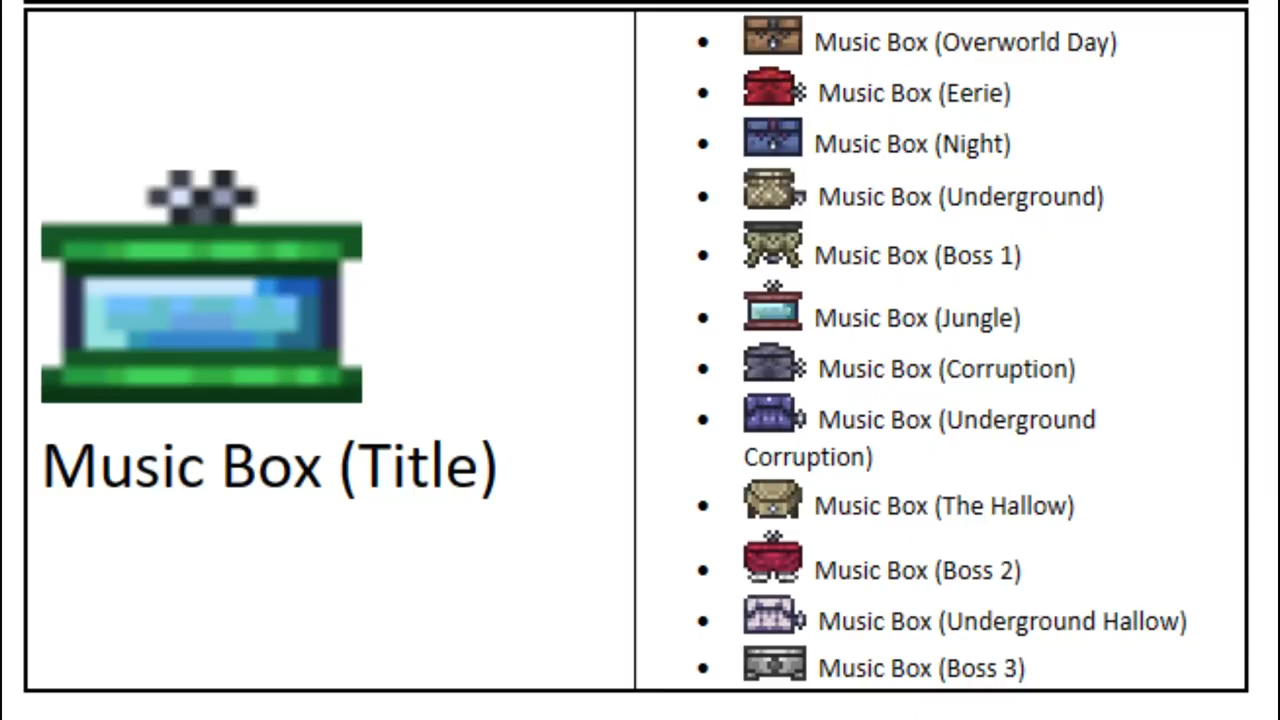 Music Box (Title)
• Music Box (Overworld Day)
• Music Box (Eerie)
• Music Box (Night)
• Music Box (Underground)
• Music Box (Boss 1)
• Music Box (Jungle)
• Music Box (Corruption)
• Music Box (Underground
Corruption)
• Music Box (The Hallow)
• Music Box (Boss 2)
• Music Box (Underground Hallow)
• Music Box (Boss 3)